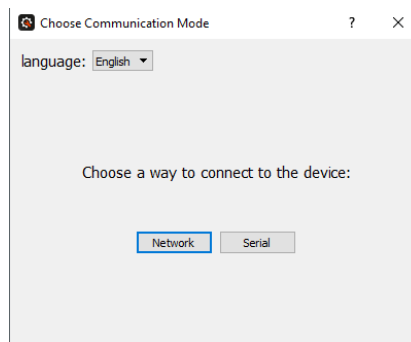 Choose Communication Mode ? ×
language: English
Choose a way to connect to the device:
Network Serial